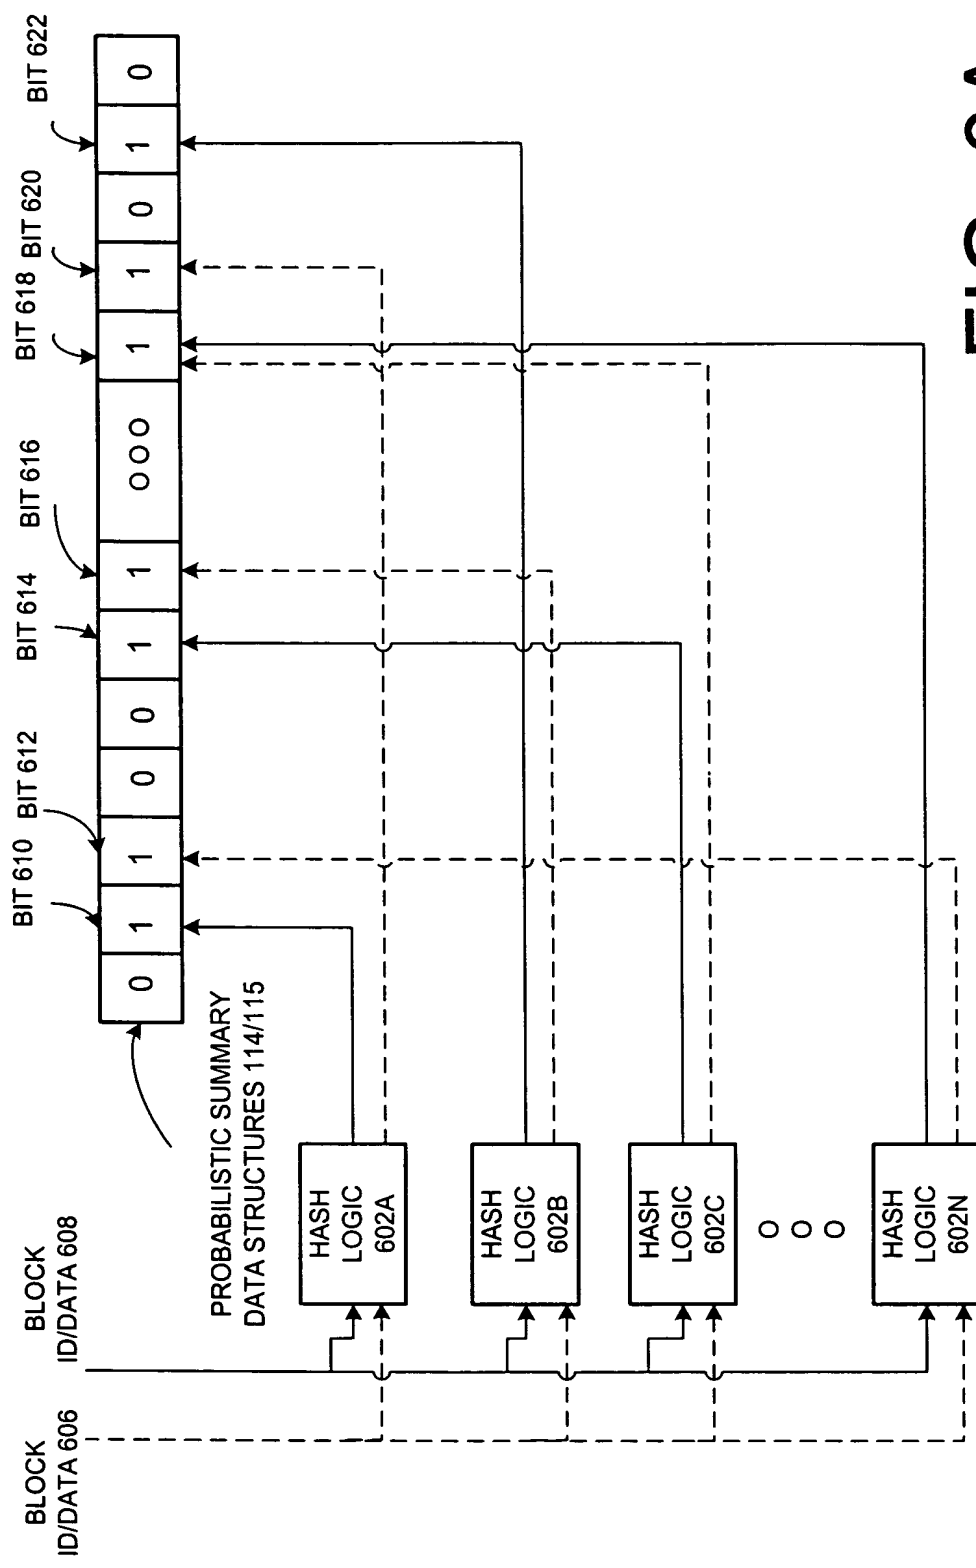 BLOCK
ID/DATA 606
BLOCK
ID/DATA 608
HASH
LOGIC
602A
HASH
LOGIC
602B
HASH
LOGIC
602C
HASH
LOGIC
602N
PROBABILISTIC SUMMARY
DATA STRUCTURES 114/115
BIT 610
BIT 612
BIT 614
BIT 616
BIT 618
BIT 620
BIT 622
0 1 1 0 0 1 1 1 1 0 1 0